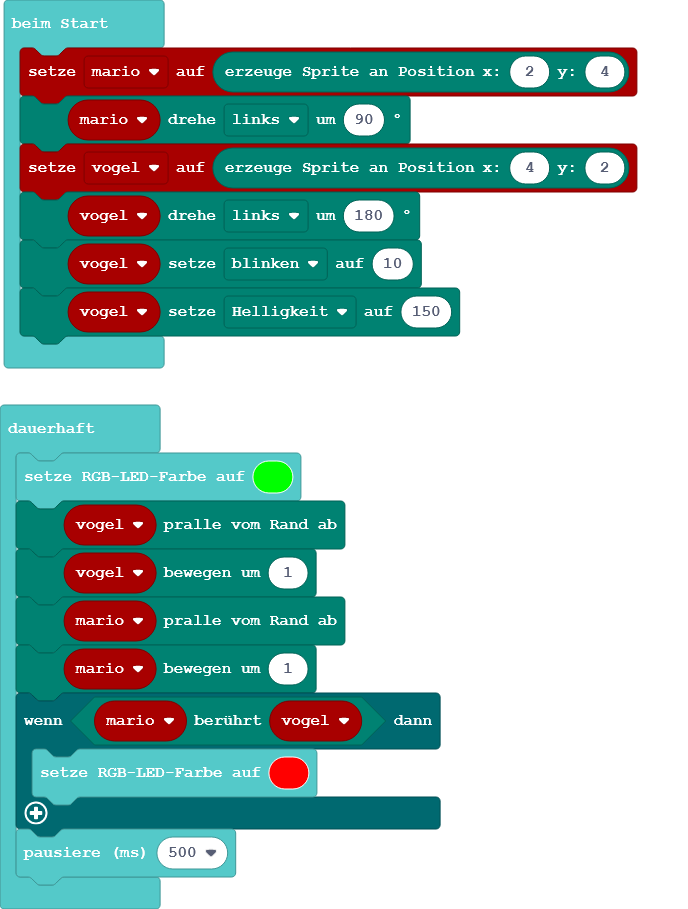 beim Start
setze mario auf erzeuge Sprite an Position x: 2 y: 4
mario drehe links um 90 °
setze vogel auf erzeuge Sprite an Position x: 4 y: 2
vogel drehe links um 180 °
vogel setze blinken auf 10
vogel setze Helligkeit auf 150
dauerhaft
setze RGB-LED-Farbe auf
vogel pralle vom Rand ab
vogel bewegen um 1
mario pralle vom Rand ab
mario bewegen um 1
wenn mario berührt vogel dann
setze RGB-LED-Farbe auf
pausiere (ms) 500